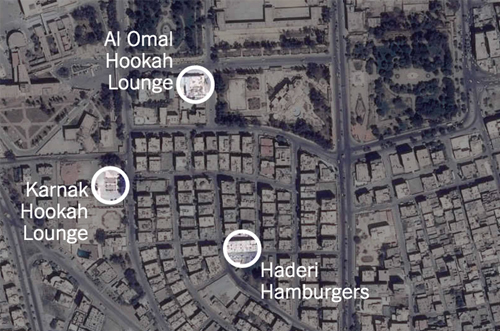 Al Omal
Hookah
Lounge
Karnak
Hookah
Lounge
Haderi
Hamburgers